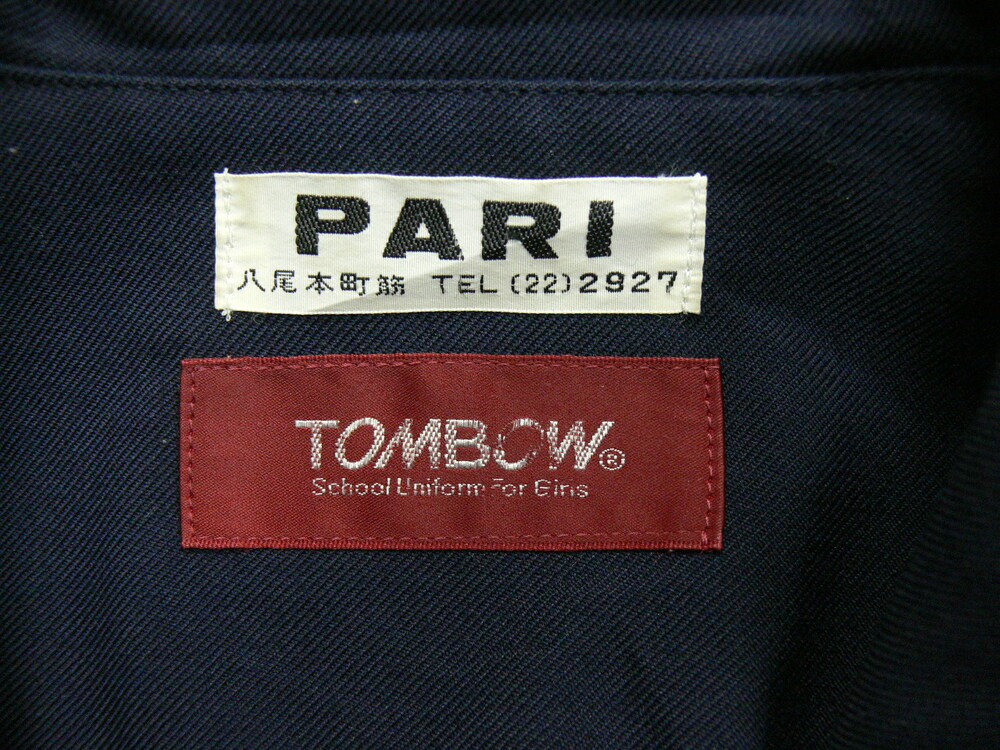 PARI
八尾本町筋 TEL (22) 2927
TOMBOW®
School Uniform For Girls